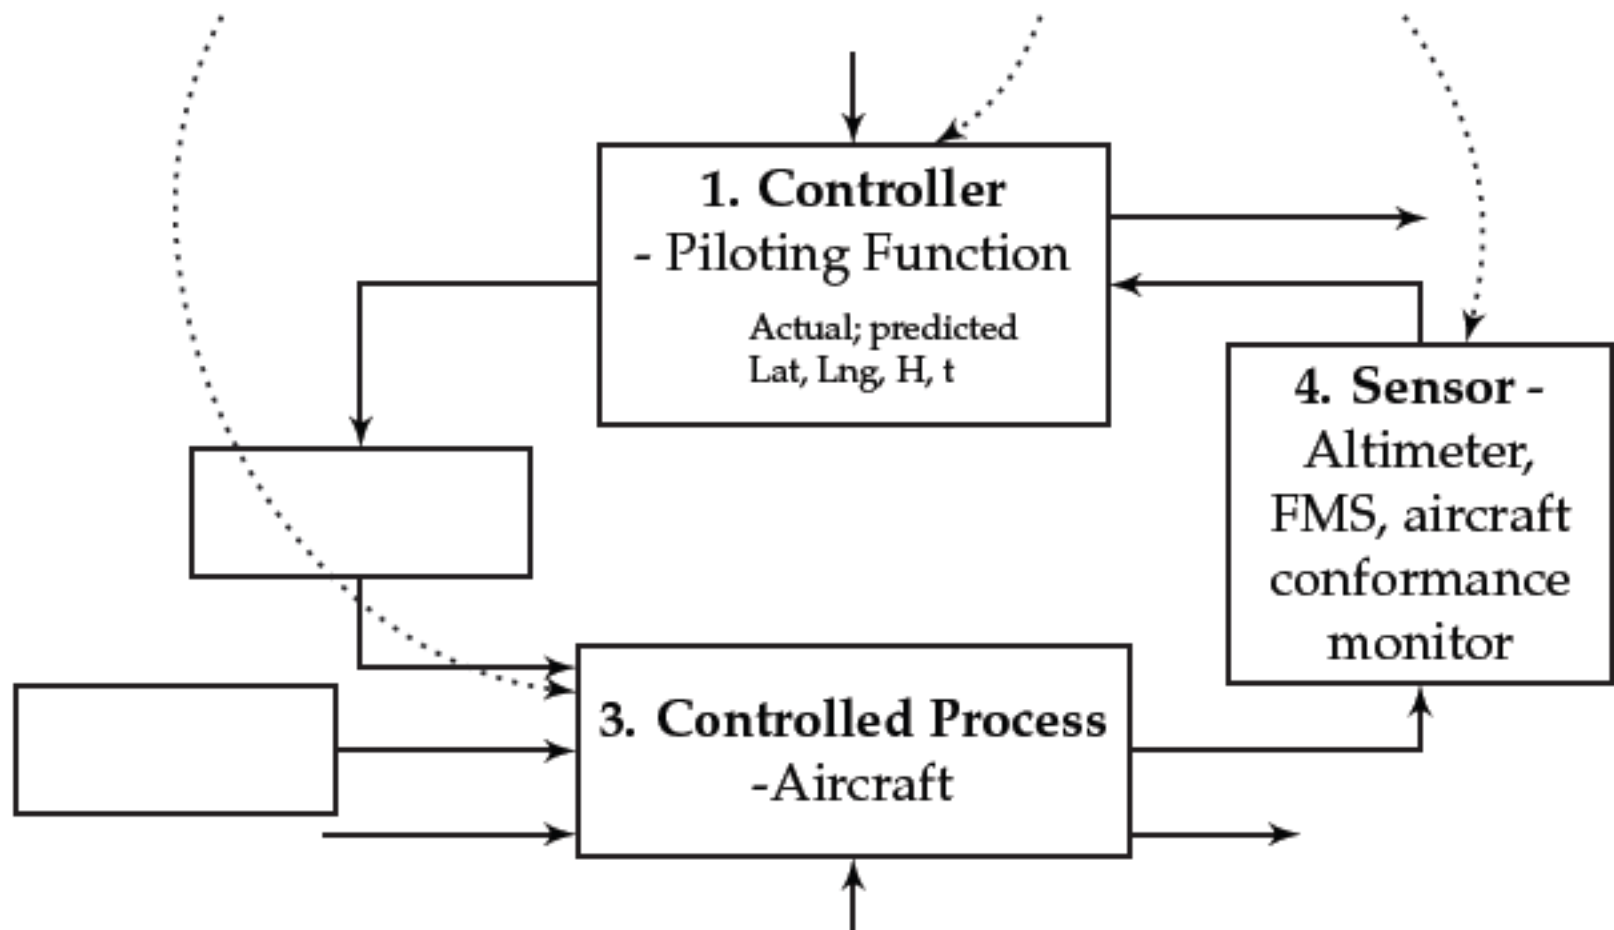 1. Controller
- Piloting Function
Actual; predicted
Lat, Lng, H, t
4. Sensor -
Altimeter,
FMS, aircraft
conformance
monitor
3. Controlled Process
-Aircraft